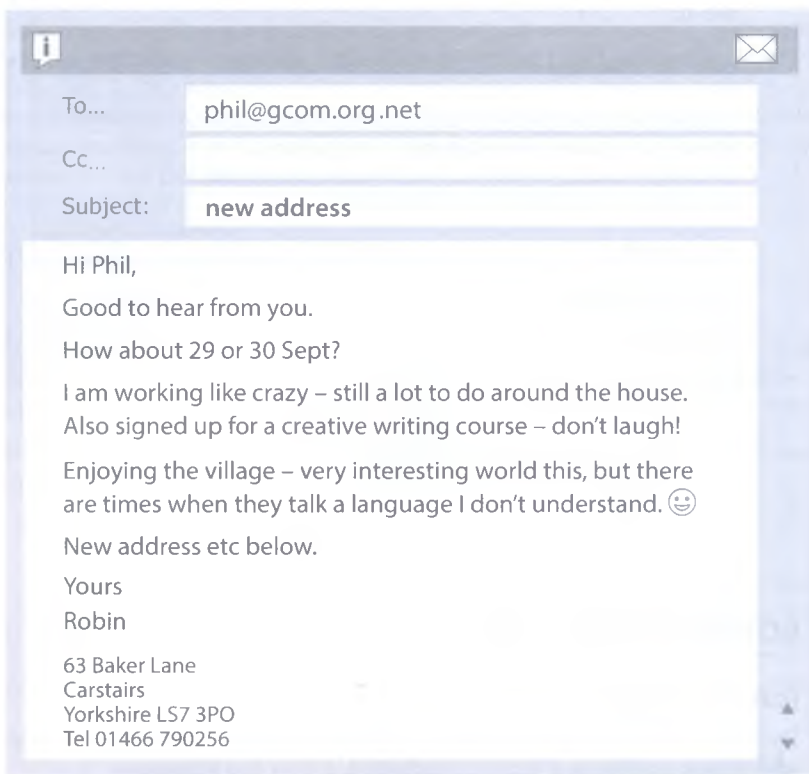 i
To... phil@gcom.org.net
Cc...
Subject: new address
Hi Phil,
Good to hear from you.
How about 29 or 30 Sept?
I am working like crazy – still a lot to do around the house.
Also signed up for a creative writing course – don't laugh!
Enjoying the village – very interesting world this, but there
are times when they talk a language I don't understand. 😀
New address etc below.
Yours
Robin
63 Baker Lane
Carstairs
Yorkshire LS7 3PO
Tel 01466 790256